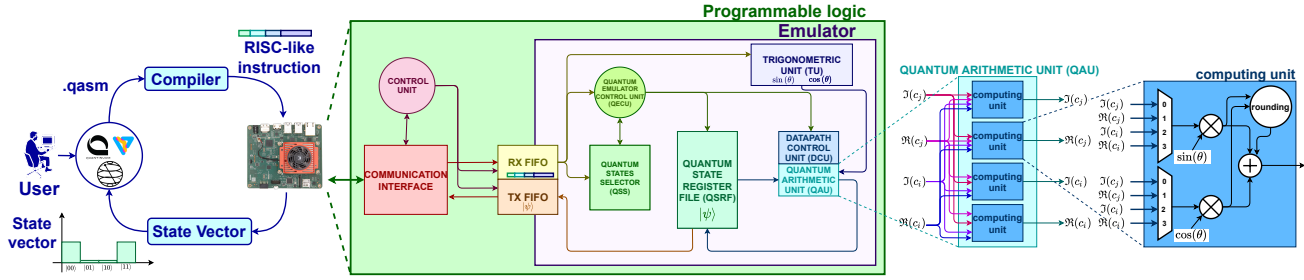 Programmable logic
Emulator
RISC-like
instruction
.qasm
Compiler
User
State Vector
State
vector
|00⟩ |01⟩ |10⟩ |11⟩
CONTROL
UNIT
COMMUNICATION
INTERFACE
RX FIFO
TX FIFO
|ψ⟩
QUANTUM
EMULATOR
CONTROL UNIT
(QECU)
QUANTUM
STATES
SELECTOR
(QSS)
QUANTUM
STATE
REGISTER
FILE (QSRF)
|ψ⟩
TRIGONOMETRIC
UNIT (TU)
sin(θ) cos(θ)
DATAPATH
CONTROL
UNIT (DCU)
QUANTUM
ARITHMETIC
UNIT (QAU)
QUANTUM ARITHMETIC UNIT (QAU)
ℑ(cⱼ)
ℜ(cⱼ)
ℑ(cᵢ)
ℜ(cᵢ)
computing
unit
computing
unit
computing
unit
computing
unit
ℑ(cⱼ)
ℜ(cⱼ)
ℑ(cᵢ)
ℜ(cᵢ)
computing unit
ℑ(cⱼ) 0
ℜ(cⱼ) 1
ℑ(cᵢ) 2
ℜ(cᵢ) 3
sin(θ)
rounding
ℑ(cⱼ) 0
ℜ(cⱼ) 1
ℑ(cᵢ) 2
ℜ(cᵢ) 3
cos(θ)